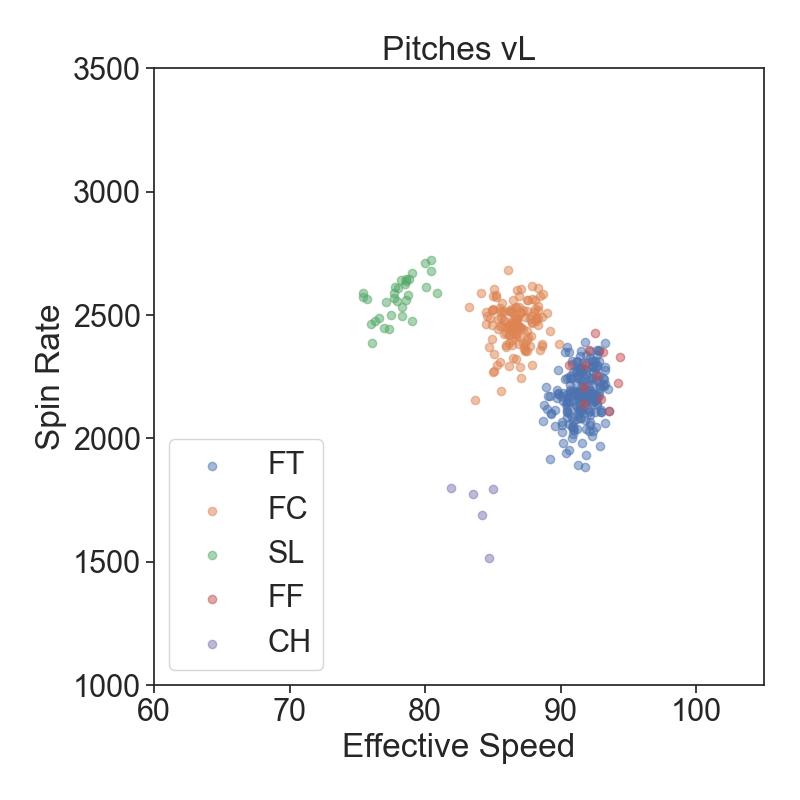 Pitches vL
3500
3000
2500
2000
1500
1000
Spin Rate
FT
FC
SL
FF
CH
60 70 80 90 100
Effective Speed